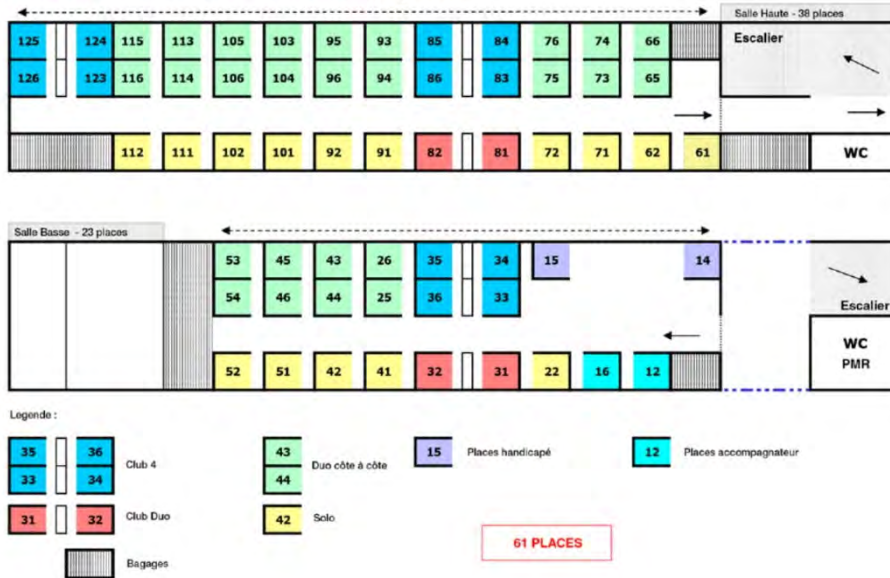 Salle Haute - 38 places
125 124 115 113 105 103 95 93 85 84 76 74 66 Escalier
126 123 116 114 106 104 96 94 86 83 75 73 65
112 111 102 101 92 91 82 81 72 71 62 61 WC
Salle Basse - 23 places
53 45 43 26 35 34 15 14
54 46 44 25 36 33 Escalier
52 51 42 41 32 31 22 16 12 WC
PMR
Legende :
35 36 Club 4
33 34
43 Duo côte à côte
44
15 Places handicapé
12 Places accompagnateur
31 32 Club Duo
42 Solo
Bagages
61 PLACES